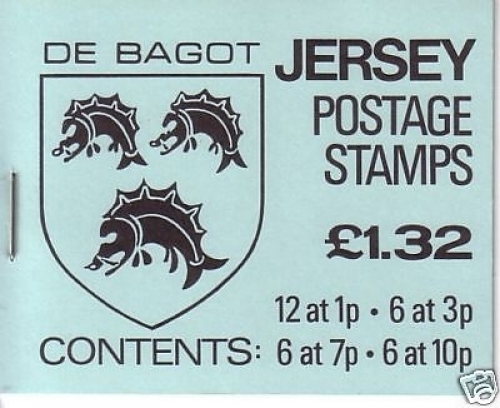 DE BAGOT
JERSEY
POSTAGE
STAMPS
£1.32
12 at 1p • 6 at 3p
CONTENTS: 6 at 7p • 6 at 10p